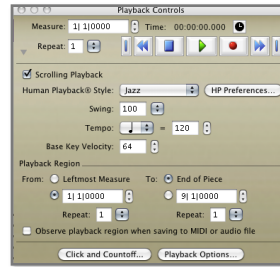 Playback Controls
Measure: 1| 1|0000 Time: 00:00:00.000
Repeat: 1
Scrolling Playback
Human Playback® Style: Jazz HP Preferences...
Swing: 100
Tempo: = 120
Base Key Velocity: 64
Playback Region
From: Leftmost Measure To: End of Piece
1| 1|0000 9| 1|0000
Repeat: 1 Repeat: 1
Observe playback region when saving to MIDI or audio file
Click and Countoff... Playback Options...